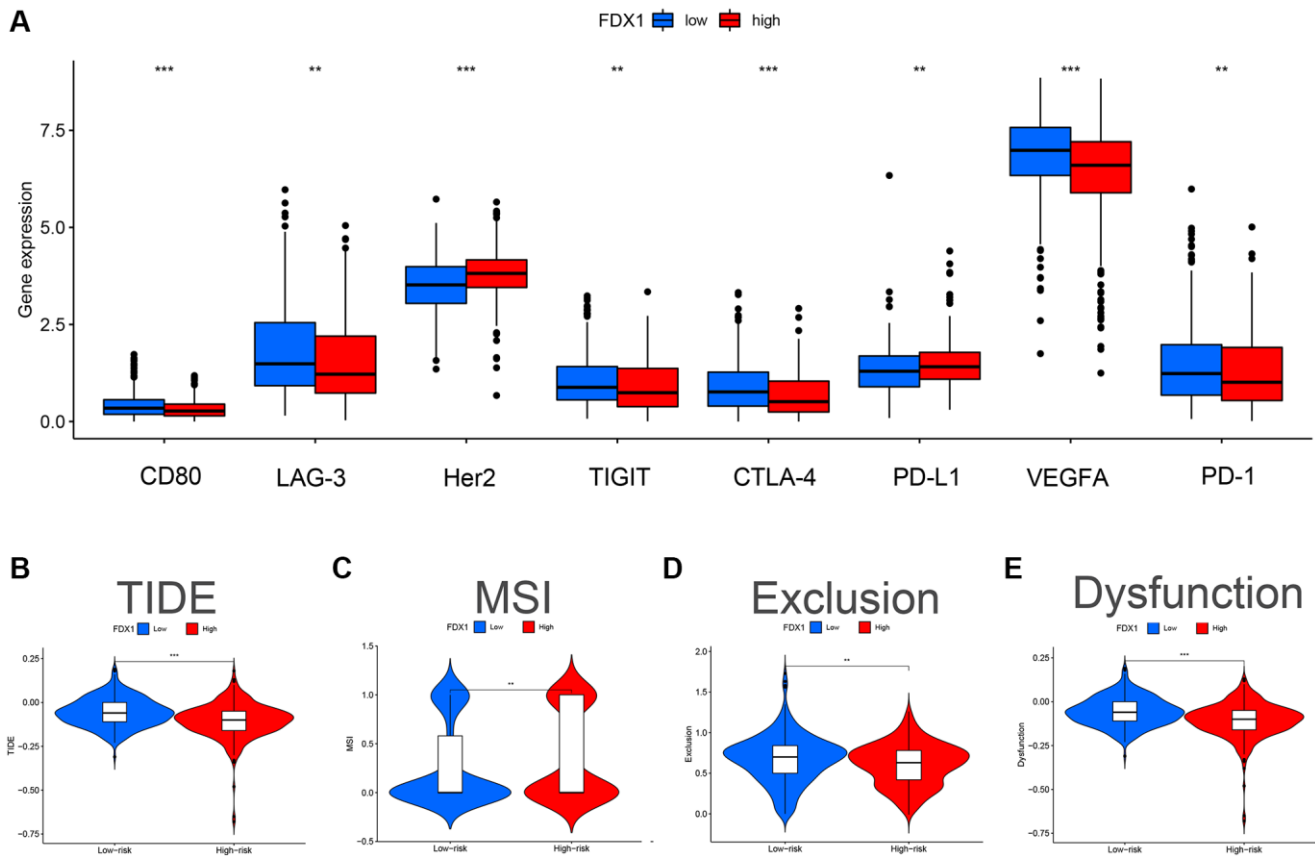 A
FDX1 low high
*** ** *** ** *** ** *** **
Gene expression
7.5
5.0
2.5
0.0
CD80 LAG-3 Her2 TIGIT CTLA-4 PD-L1 VEGFA PD-1
B
TIDE
FDX1 Low High
***
TIDE
0.25
0.00
−0.25
−0.50
−0.75
Low-risk High-risk
C
MSI
FDX1 Low High
**
MSI
1.5
1.0
0.5
0.0
−0.5
Low-risk High-risk
D
Exclusion
FDX1 Low High
**
Exclusion
2.0
1.5
1.0
0.5
0.0
Low-risk High-risk
E
Dysfunction
FDX1 Low High
***
Dysfunction
0.25
0.00
−0.25
−0.50
−0.75
Low-risk High-risk